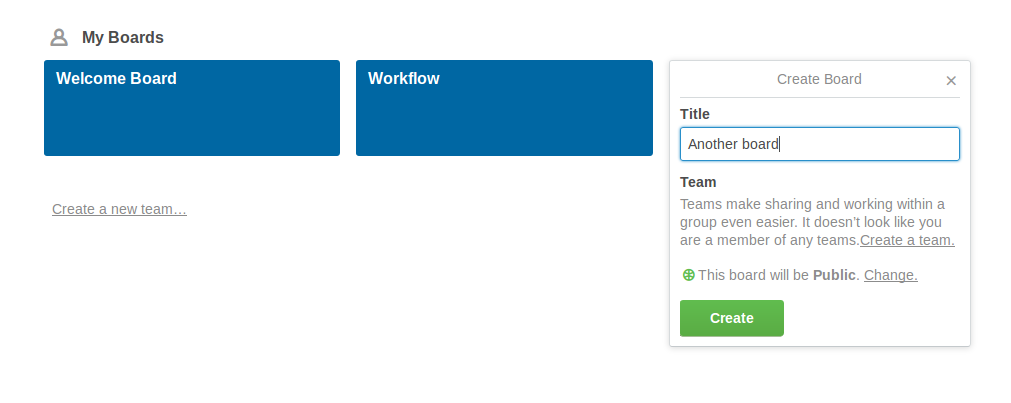 My Boards
Welcome Board
Workflow
Create a new team…
Create Board
×
Title
Another board
Team
Teams make sharing and working within a
group even easier. It doesn’t look like you
are a member of any teams.Create a team.
This board will be Public. Change.
Create